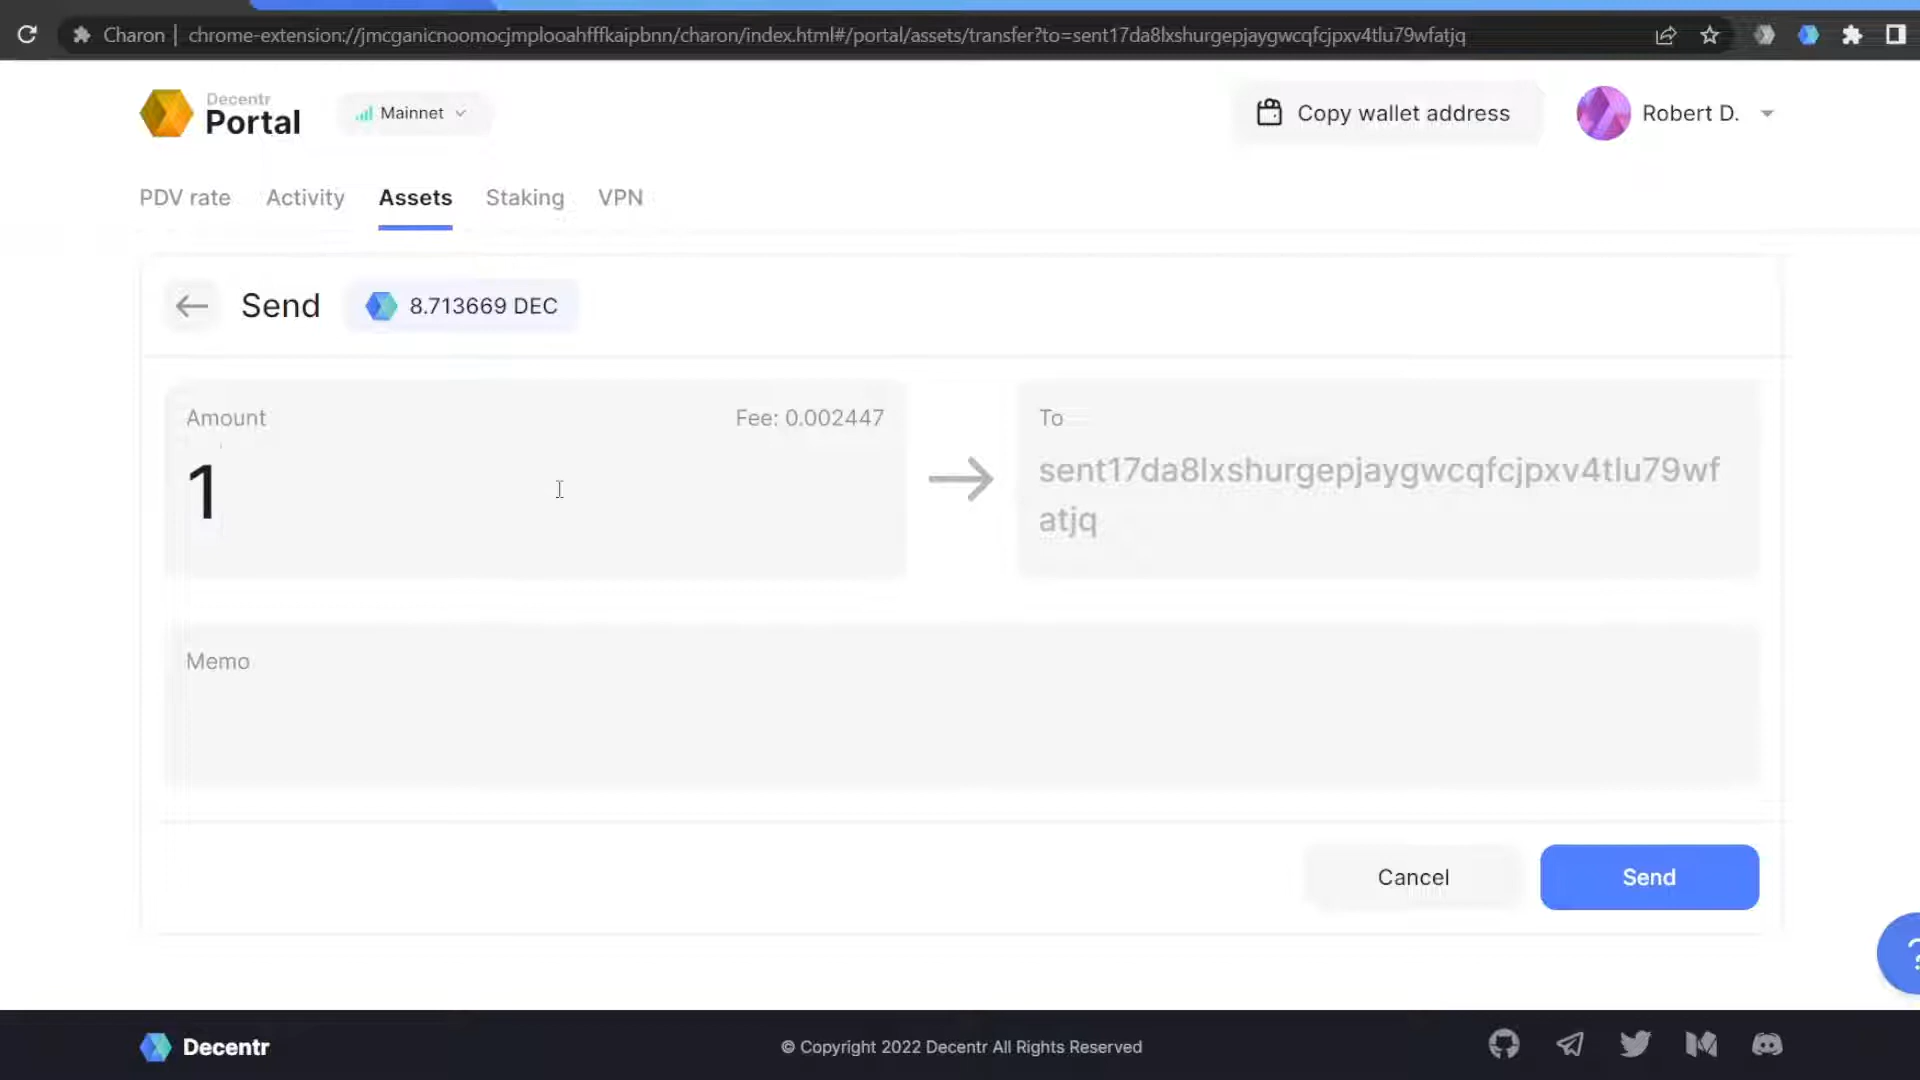 Charon | chrome-extension://jmcganicnoomocjmplooahfffkaipbnn/charon/index.html#/portal/assets/transfer?to=sent17da8lxshurgepjaygwcqfcjpxv4tlu79wfatjq
Decentr
Portal
Mainnet
Copy wallet address
Robert D.
PDV rate Activity Assets Staking VPN
Send 8.713669 DEC
Amount Fee: 0.002447
1
To
sent17da8lxshurgepjaygwcqfcjpxv4tlu79wf
atjq
Memo
Cancel Send
?
Decentr © Copyright 2022 Decentr All Rights Reserved